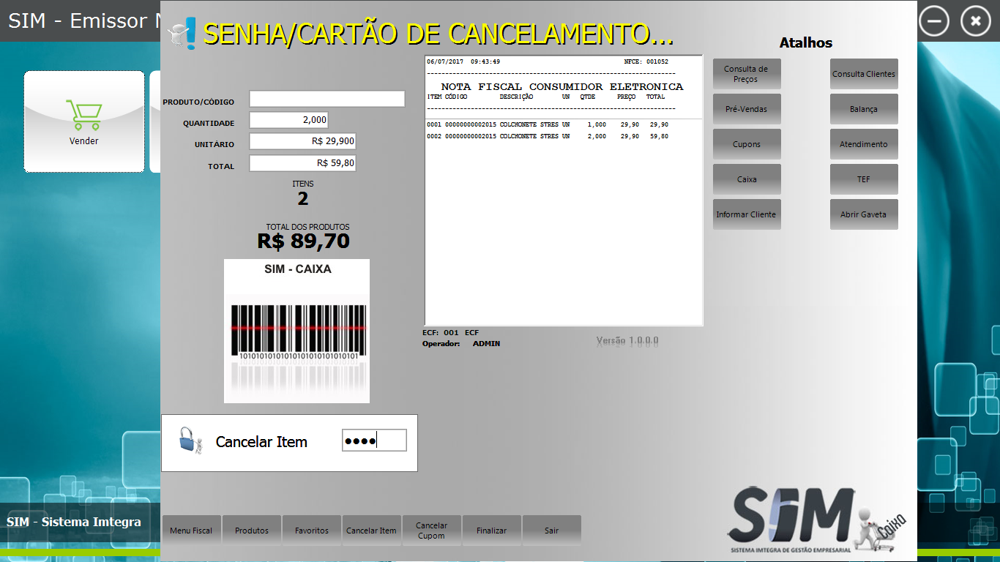 SIM - Emissor
SENHA/CARTÃO DE CANCELAMENTO...
Vender
PRODUTO/CÓDIGO
QUANTIDADE 2,000
UNITÁRIO R$ 29,900
TOTAL R$ 59,80
ITENS
2
TOTAL DOS PRODUTOS
R$ 89,70
SIM - CAIXA
10101010101010101010101010101
06/07/2017 09:43:49 NFCE: 001052
NOTA FISCAL CONSUMIDOR ELETRONICA
ITEM CÓDIGO DESCRIÇÃO UN QTDE PREÇO TOTAL
0001 00000000002015 COLCHONETE STRES UN 1,000 29,90 29,90
0002 00000000002015 COLCHONETE STRES UN 2,000 59,80
ECF: 001 ECF
Operador: ADMIN
Versão 1.0.0.0
Atalhos
Consulta de
Preços
Consulta Clientes
Pré-Vendas
Balança
Cupons
Atendimento
Caixa
TEF
Informar Cliente
Abrir Gaveta
Cancelar Item ••••
SIM - Sistema Imtegra
Menu Fiscal
Produtos
Favoritos
Cancelar Item
Cancelar
Cupom
Finalizar
Sair
SIM
Caixa
SISTEMA IMTEGRA DE GESTÃO EMPRESARIAL